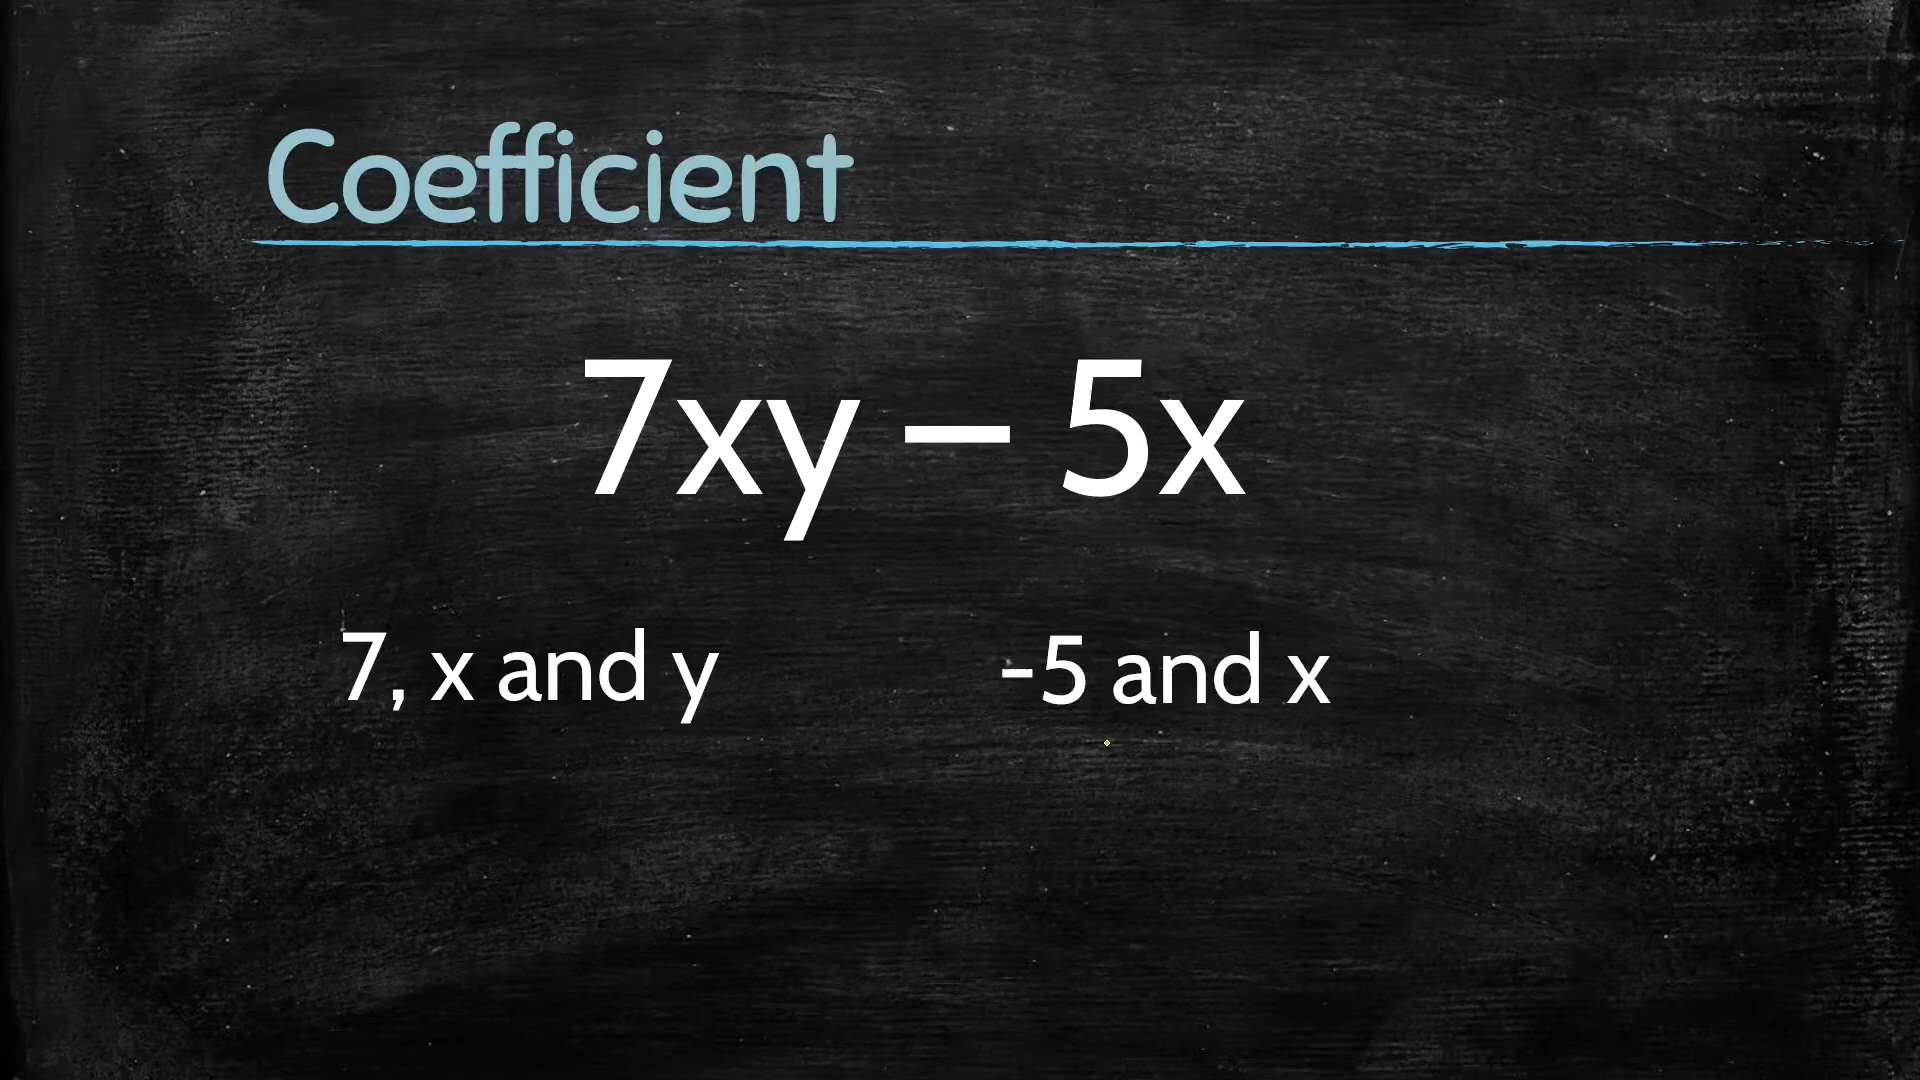 Coefficient
7xy – 5x
7, x and y
-5 and x